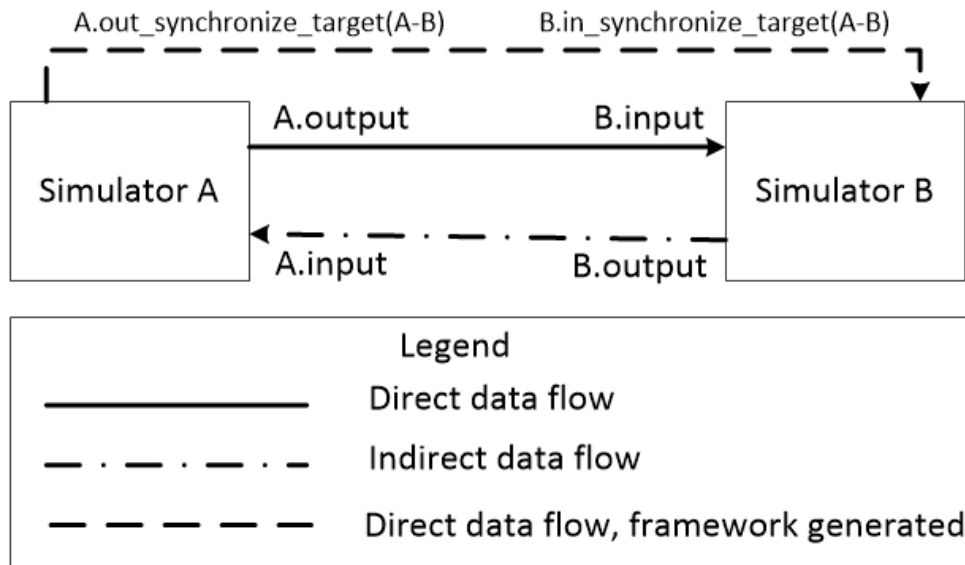 A.out_synchronize_target(A-B) B.in_synchronize_target(A-B)
A.output B.input
Simulator A Simulator B
A.input B.output
Legend
Direct data flow
Indirect data flow
Direct data flow, framework generated